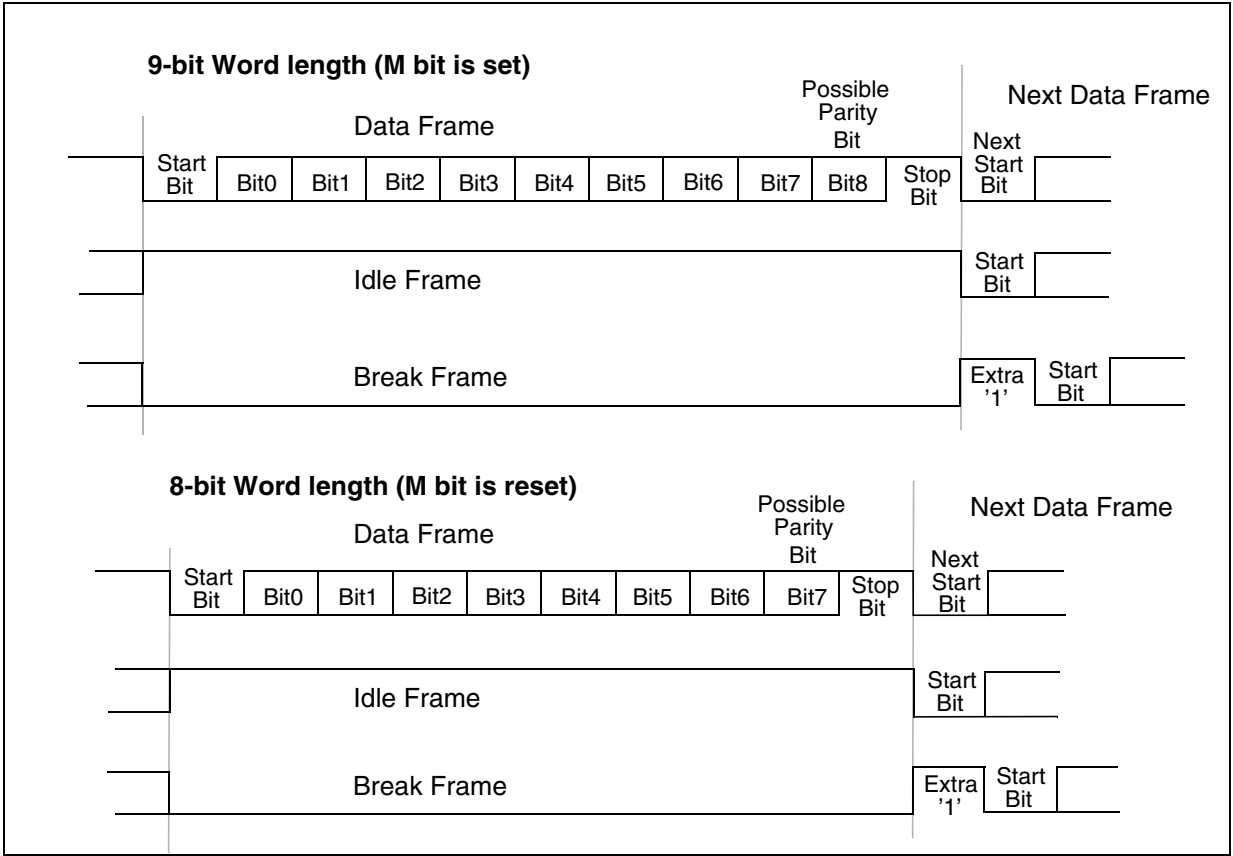 9-bit Word length (M bit is set)
Possible
Parity
Bit
Next Data Frame
Data Frame
Next
Start
Bit
Start
Bit
Bit0
Bit1
Bit2
Bit3
Bit4
Bit5
Bit6
Bit7
Bit8
Stop
Bit
Idle Frame
Start
Bit
Break Frame
Extra
’1’
Start
Bit
8-bit Word length (M bit is reset)
Possible
Parity
Bit
Next Data Frame
Data Frame
Next
Start
Bit
Start
Bit
Bit0
Bit1
Bit2
Bit3
Bit4
Bit5
Bit6
Bit7
Stop
Bit
Idle Frame
Start
Bit
Break Frame
Extra
’1’
Start
Bit